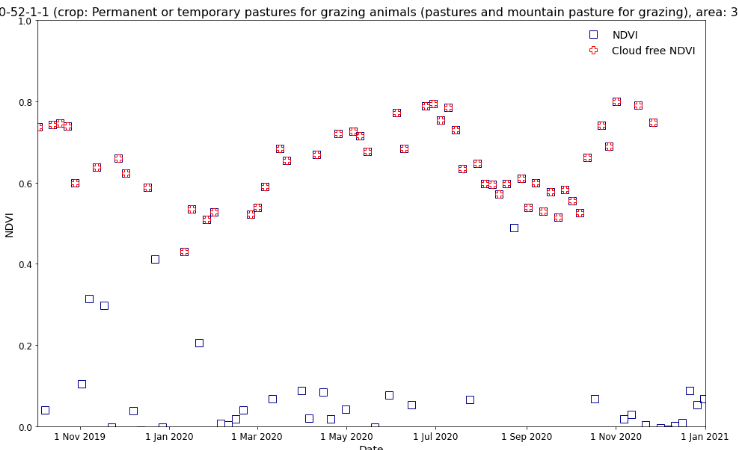 0-52-1-1 (crop: Permanent or temporary pastures for grazing animals (pastures and mountain pasture for grazing), area: 3
NDVI
Cloud free NDVI
1.0
0.8
0.6
0.4
0.2
0.0
NDVI
1 Nov 2019 1 Jan 2020 1 Mar 2020 1 May 2020 1 Jul 2020 1 Sep 2020 1 Nov 2020 1 Jan 2021
Date